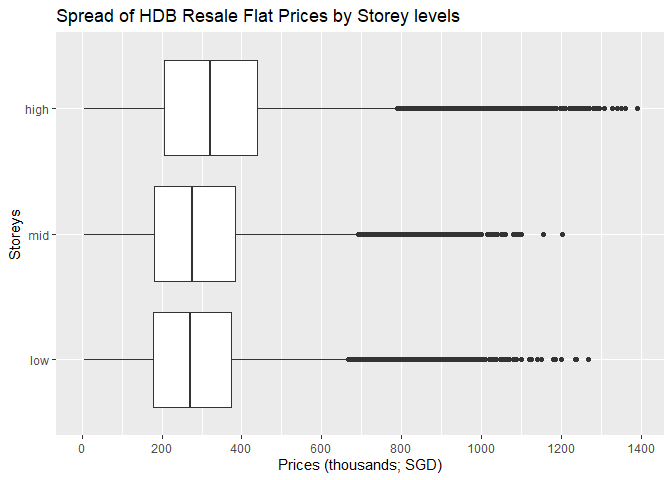 Spread of HDB Resale Flat Prices by Storey levels
high
mid
low
Storeys
0 200 400 600 800 1000 1200 1400
Prices (thousands; SGD)